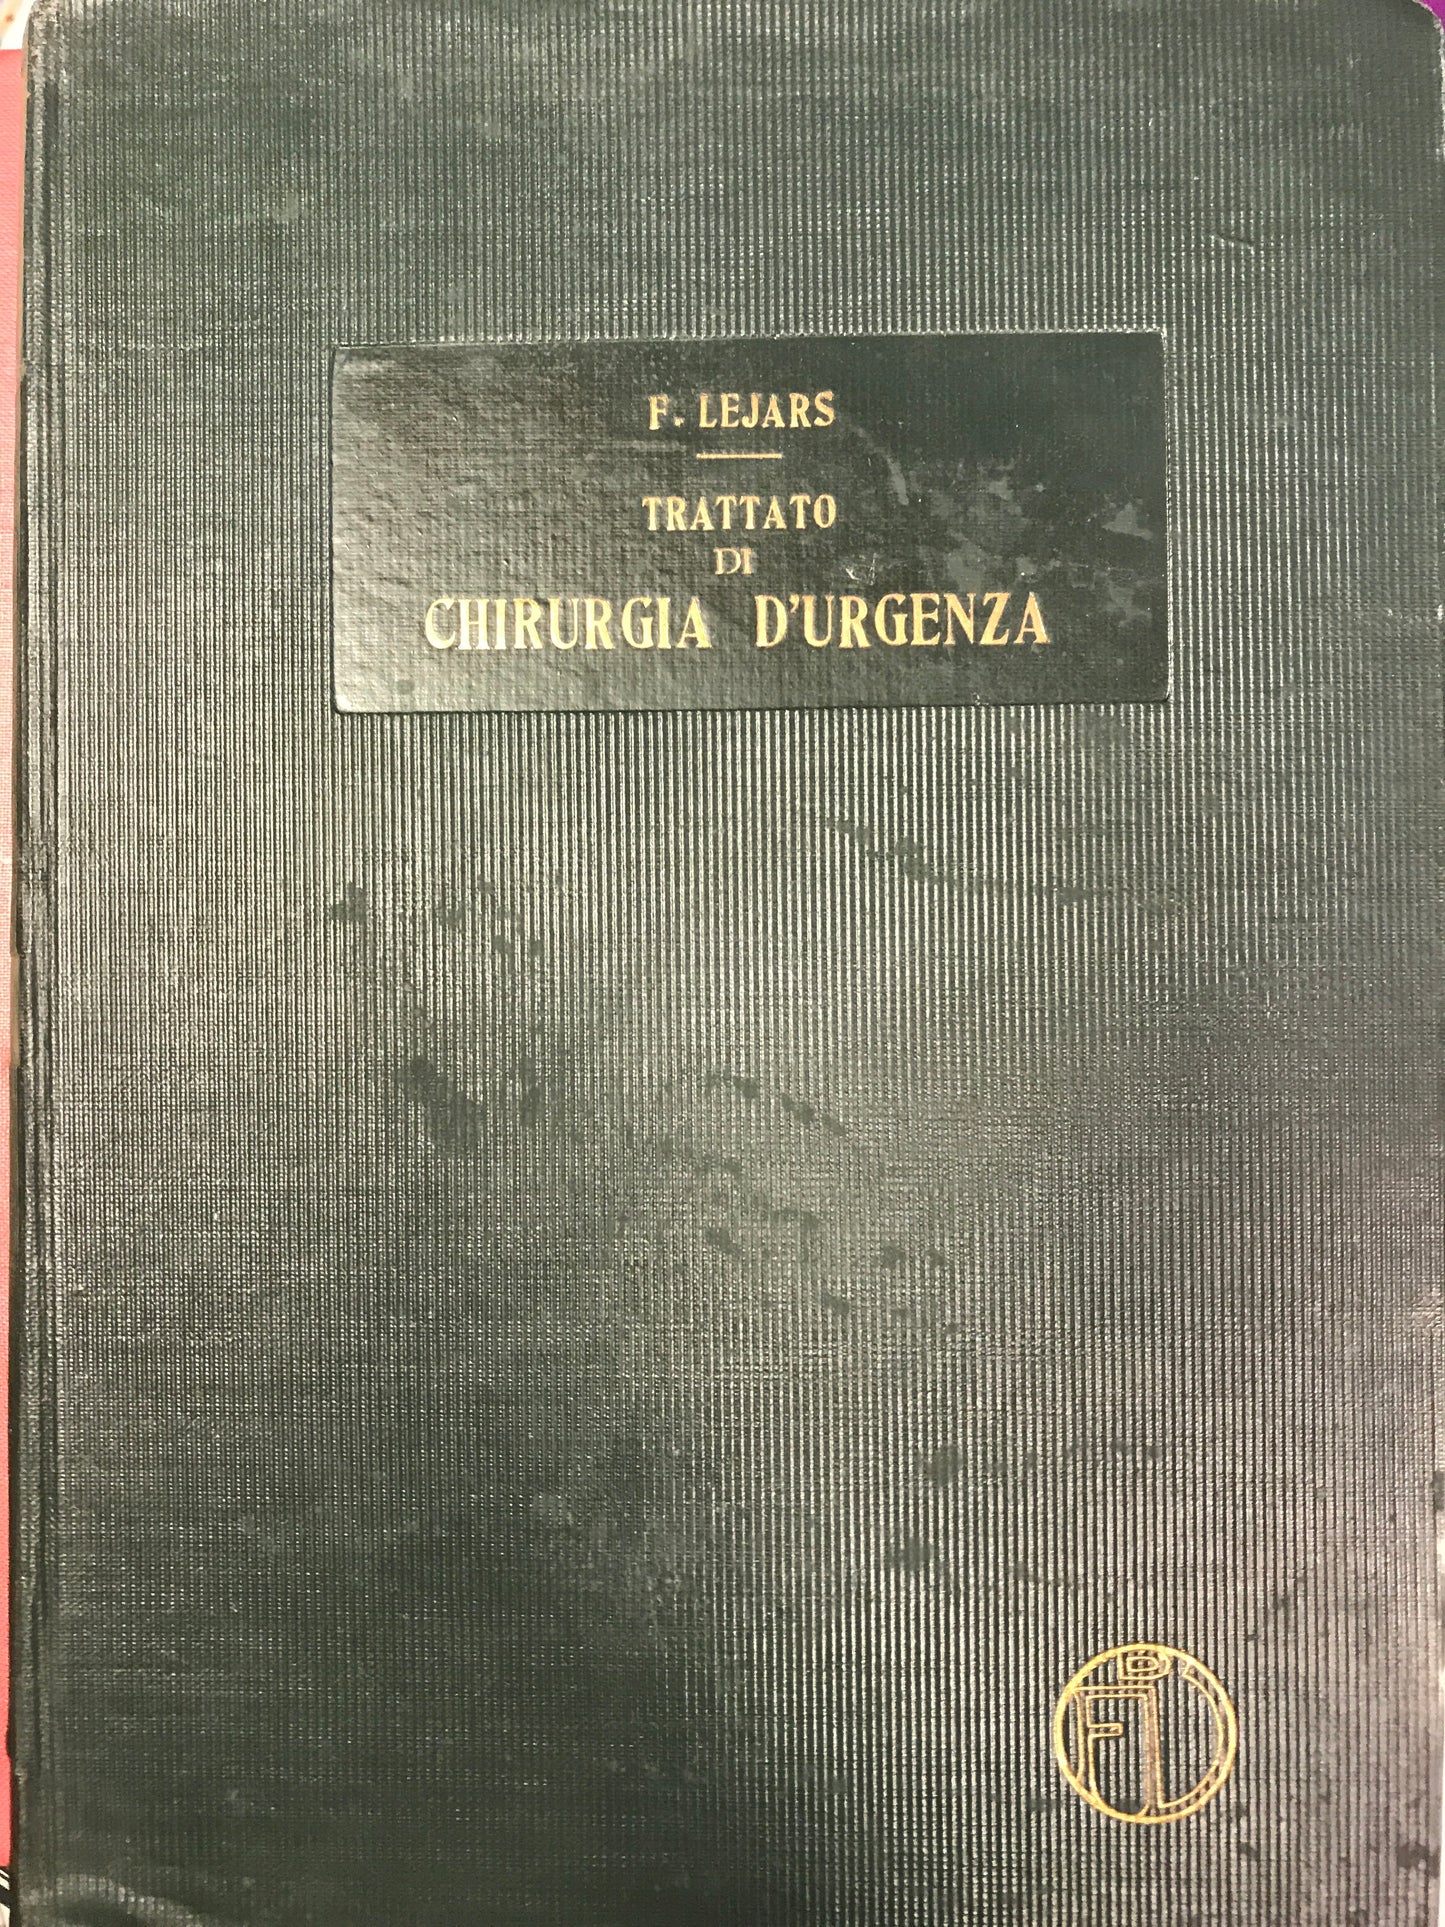 F. LEJARS
TRATTATO
DI
CHIRURGIA D'URGENZA